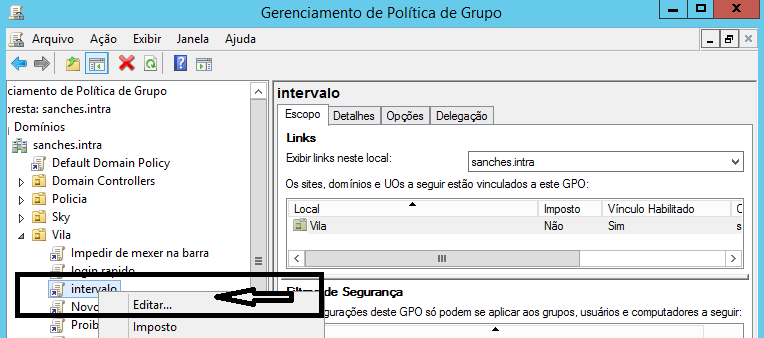 Gerenciamento de Política de Grupo
Arquivo Ação Exibir Janela Ajuda
ciamento de Política de Grupo
oresta: sanches.intra
Domínios
sanches.intra
Default Domain Policy
Domain Controllers
Policia
Sky
Vila
Impedir de mexer na barra
login rapido
intervalo
Novo
Proib
Editar...
Imposto
intervalo
Escopo Detalhes Opções Delegação
Links
Exibir links neste local: sanches.intra
Os sites, domínios e UOs a seguir estão vinculados a este GPO:
Local Imposto Vínculo Habilitado C
Vila Não Sim s
de Segurança
urações deste GPO só podem se aplicar aos grupos, usuários e computadores a seguir: